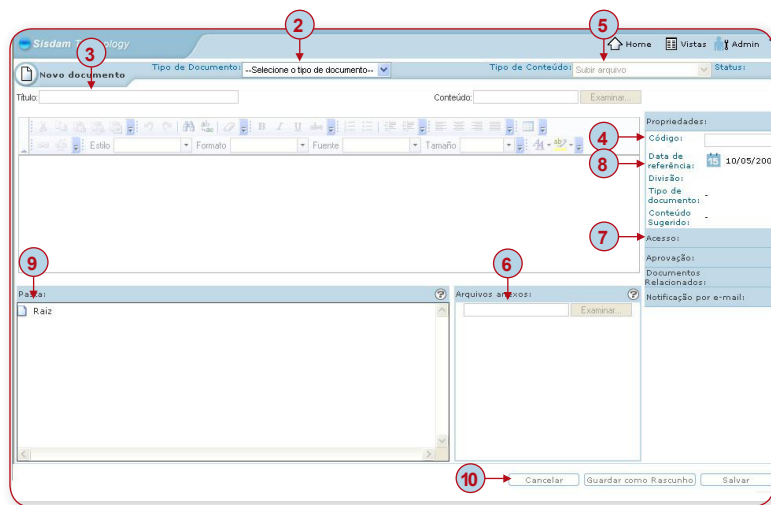 2
5
Sisdam Technology
Home
Vistas
Admin
3
Novo documento
Tipo de Documento:
--Selecione o tipo de documento--
Tipo de Conteúdo:
Subir arquivo
Status:
Título:
Conteúdo:
Examinar...
Estilo
Formato
Fuente
Tamaño
Propriedades:
4
Código:
8
Data de
referência:
15
10/05/200
Divisão:
Tipo de
documento:
-
Conteúdo
Sugerido:
-
7
Acesso:
Aprovação:
Documentos
Relacionados:
Notificação por e-mail:
9
6
Pasta:
?
Raiz
Arquivos anexos:
?
Examinar...
10
Cancelar
Guardar como Rascunho
Salvar